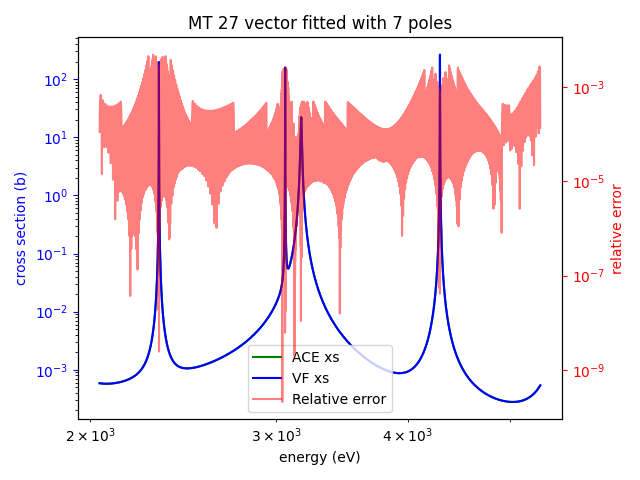 MT 27 vector fitted with 7 poles
10²
10¹
10⁰
10⁻¹
10⁻²
10⁻³
cross section (b)
10⁻³
10⁻⁵
10⁻⁷
10⁻⁹
relative error
ACE xs
VF xs
Relative error
2 × 10³
3 × 10³
4 × 10³
energy (eV)